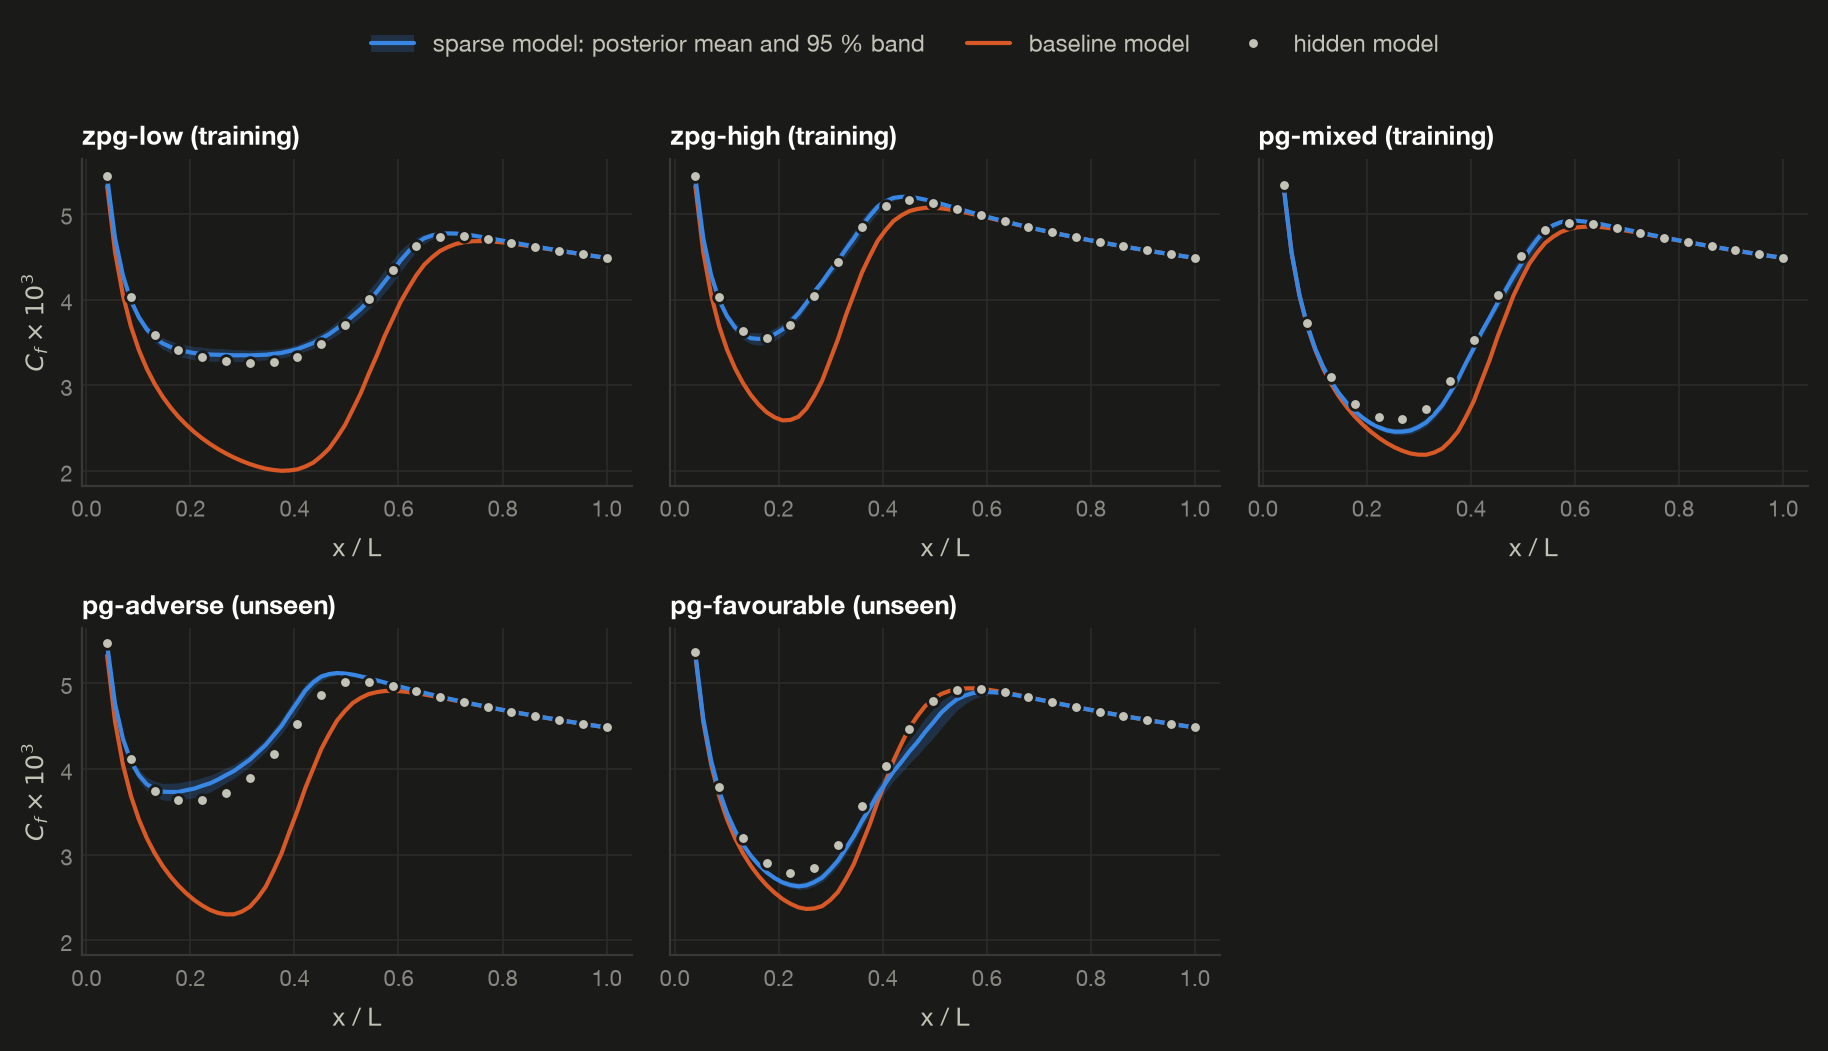 sparse model: posterior mean and 95 % band baseline model hidden model
zpg-low (training) zpg-high (training) pg-mixed (training)
5
4
3
2
C_f × 10³
0.0 0.2 0.4 0.6 0.8 1.0 0.0 0.2 0.4 0.6 0.8 1.0 0.0 0.2 0.4 0.6 0.8 1.0
x / L x / L x / L
pg-adverse (unseen) pg-favourable (unseen)
5
4
3
2
C_f × 10³
0.0 0.2 0.4 0.6 0.8 1.0 0.0 0.2 0.4 0.6 0.8 1.0
x / L x / L